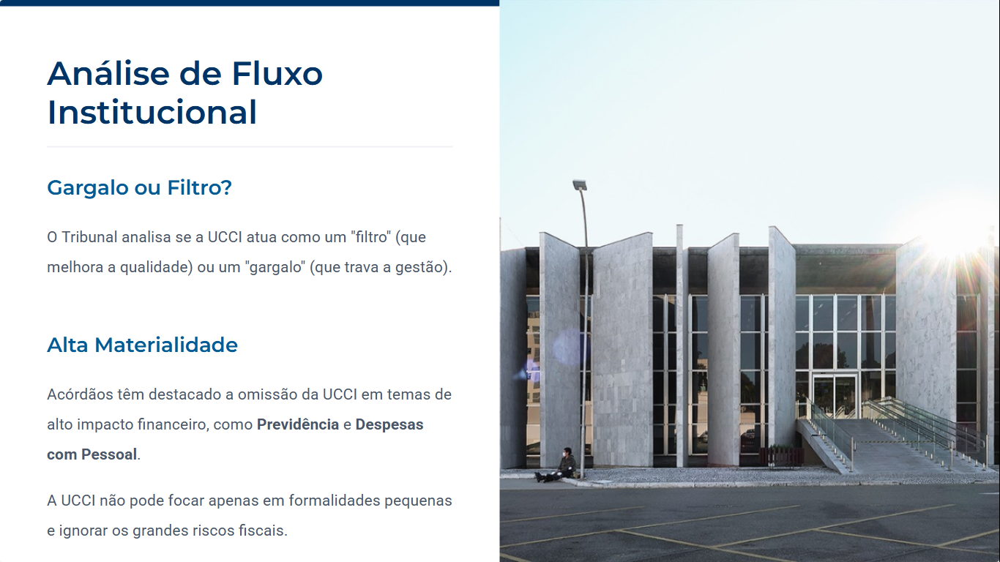 Análise de Fluxo
Institucional
Gargalo ou Filtro?
O Tribunal analisa se a UCCI atua como um "filtro" (que
melhora a qualidade) ou um "gargalo" (que trava a gestão).
Alta Materialidade
Acórdãos têm destacado a omissão da UCCI em temas de
alto impacto financeiro, como Previdência e Despesas
com Pessoal.
A UCCI não pode focar apenas em formalidades pequenas
e ignorar os grandes riscos fiscais.